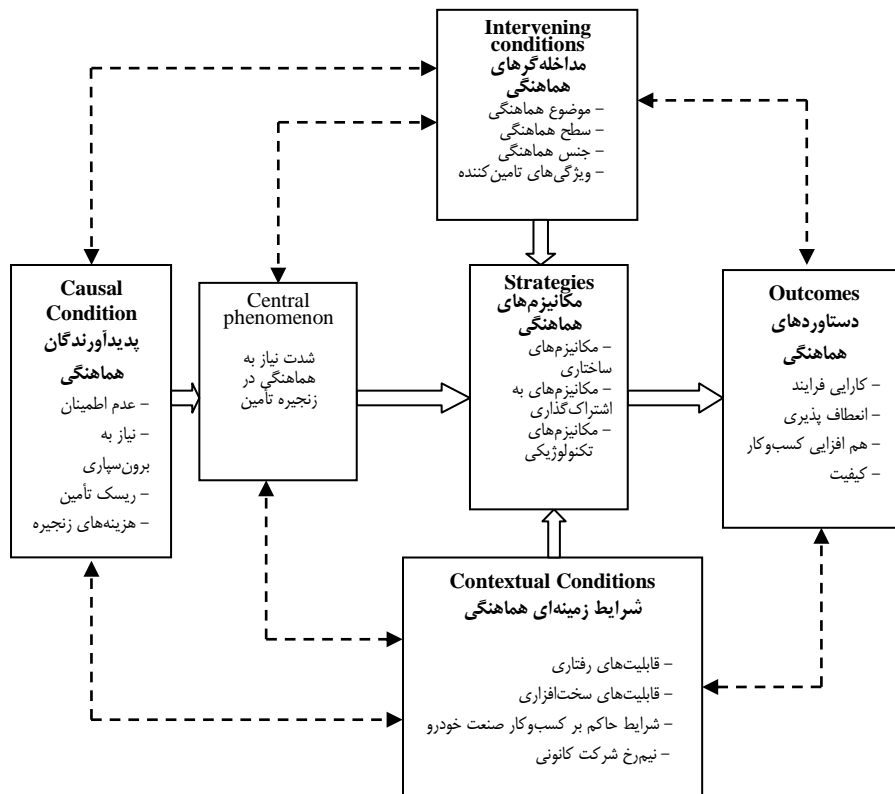 Intervening
conditions
مداخله‌گرهای
هماهنگی
– موضوع هماهنگی
– سطح هماهنگی
– جنس هماهنگی
– ویژگی‌های تامین‌کننده
Causal
Condition
پدیدآورندگان
هماهنگی
– عدم اطمینان
– نیاز به
برون‌سپاری
– ریسک تأمین
– هزینه‌های زنجیره
Central
phenomenon
شدت نیاز به
هماهنگی در
زنجیره تأمین
Strategies
مکانیزم‌های
هماهنگی
– مکانیزم‌های
ساختاری
– مکانیزم‌های به
اشتراک‌گذاری
– مکانیزم‌های
تکنولوژیکی
Outcomes
دستاوردهای
هماهنگی
– کارایی فرایند
– انعطاف پذیری
– هم افزایی کسب‌وکار
– کیفیت
Contextual Conditions
شرایط زمینه‌ای هماهنگی
– قابلیت‌های رفتاری
– قابلیت‌های سخت‌افزاری
– شرایط حاکم بر کسب‌وکار صنعت خودرو
– نیم‌رخ شرکت کانونی